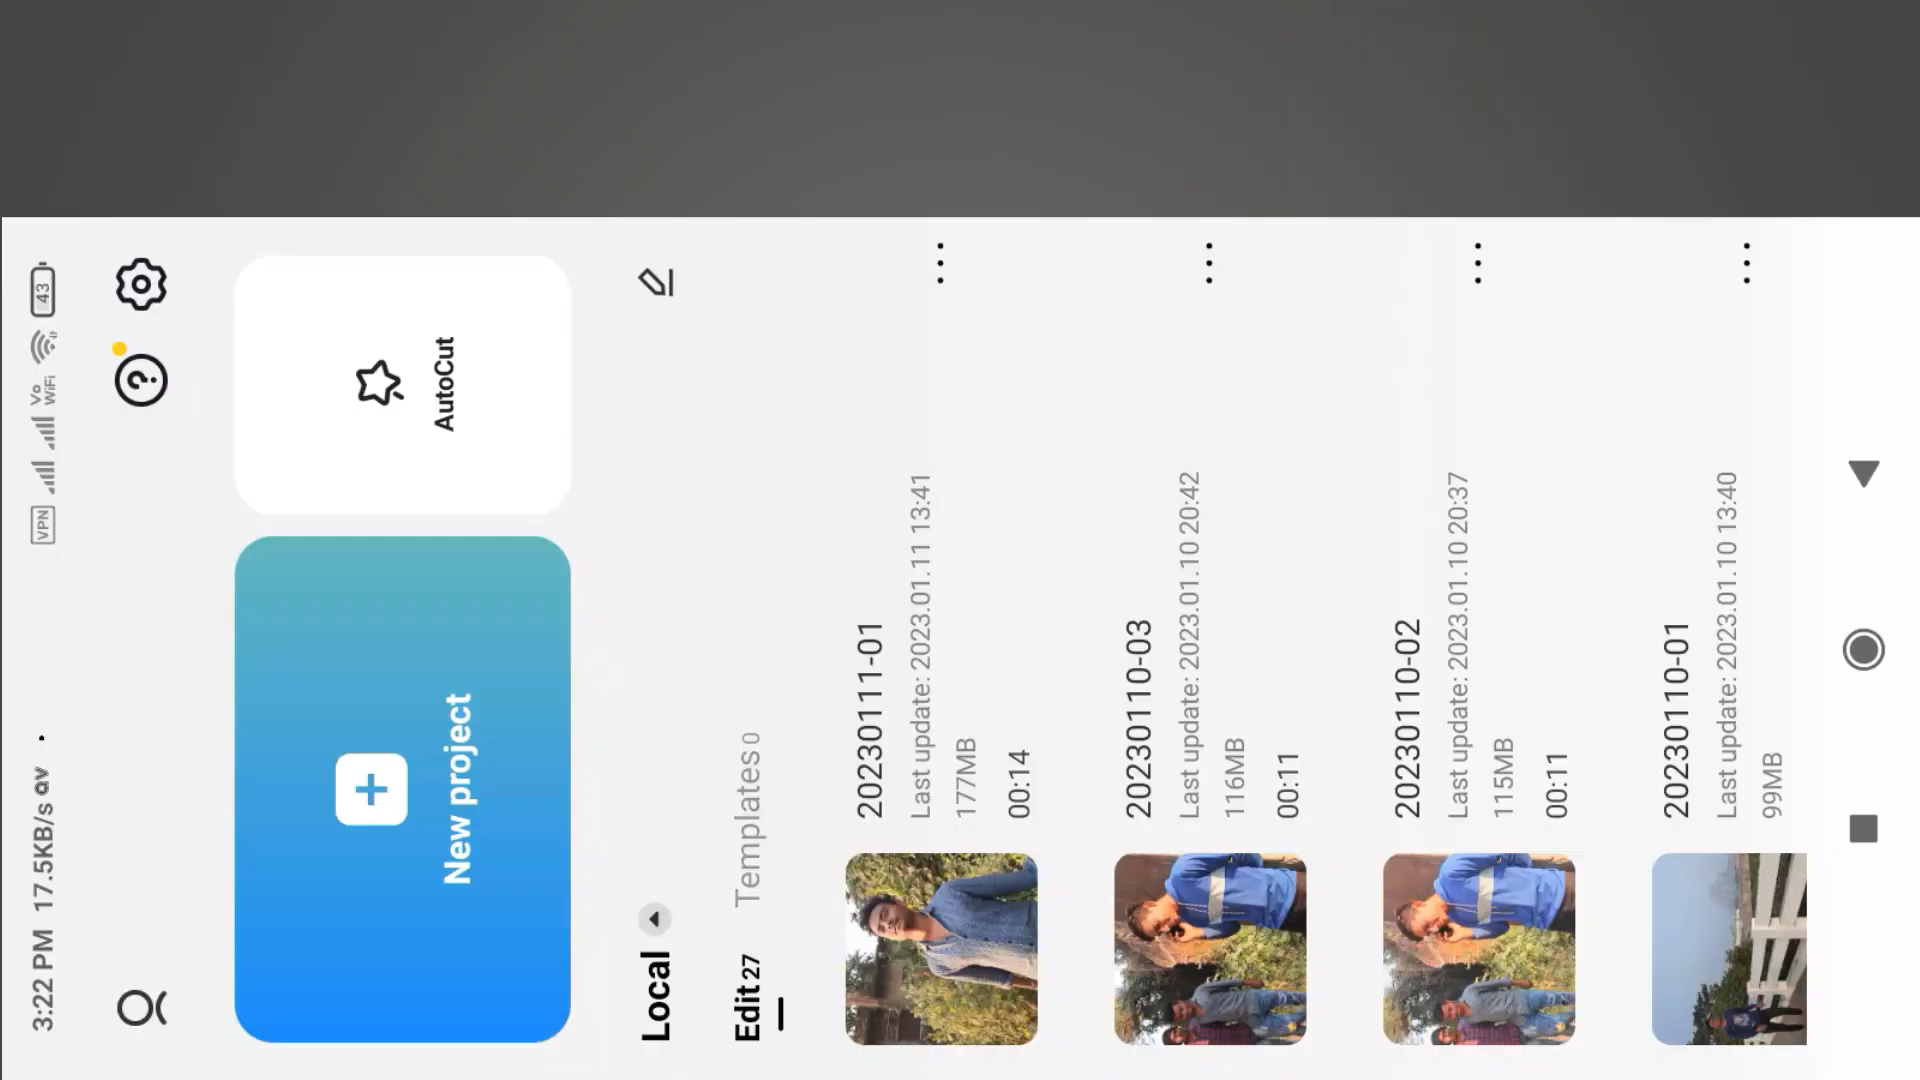 3:22 PM 17.5KB/s
VPN
Vo
WiFi
43
New project
AutoCut
Local
Edit 27
Templates 0
20230111-01
Last update: 2023.01.11 13:41
177MB
00:14
20230110-03
Last update: 2023.01.10 20:42
116MB
00:11
20230110-02
Last update: 2023.01.10 20:37
115MB
00:11
20230110-01
Last update: 2023.01.10 13:40
99MB